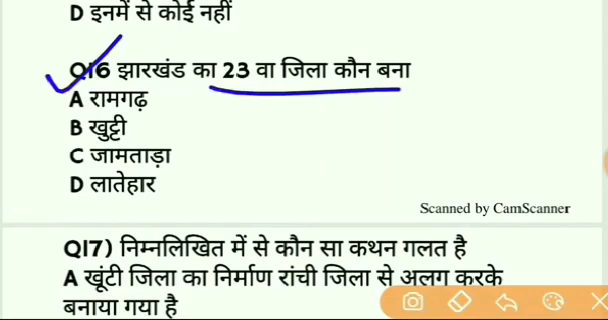 D इनमें से कोई नहीं
Q16 झारखंड का 23 वा जिला कौन बना
A रामगढ़
B खुट्टी
C जामताड़ा
D लातेहार
Scanned by CamScanner
Q17) निम्नलिखित में से कौन सा कथन गलत है
A खूंटी जिला का निर्माण रांची जिला से अलग करके
बनाया गया है